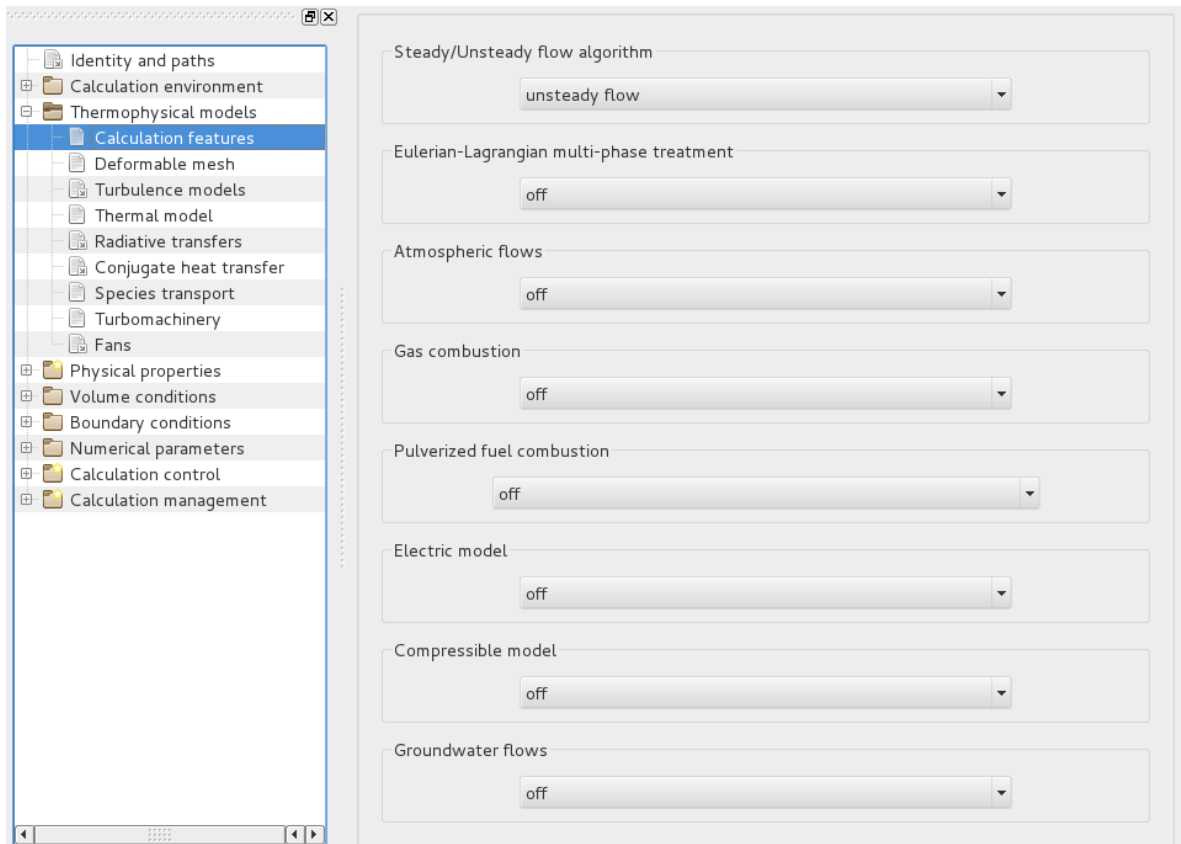 Identity and paths
Calculation environment
Thermophysical models
Calculation features
Deformable mesh
Turbulence models
Thermal model
Radiative transfers
Conjugate heat transfer
Species transport
Turbomachinery
Fans
Physical properties
Volume conditions
Boundary conditions
Numerical parameters
Calculation control
Calculation management
Steady/Unsteady flow algorithm
unsteady flow
Eulerian-Lagrangian multi-phase treatment
off
Atmospheric flows
off
Gas combustion
off
Pulverized fuel combustion
off
Electric model
off
Compressible model
off
Groundwater flows
off